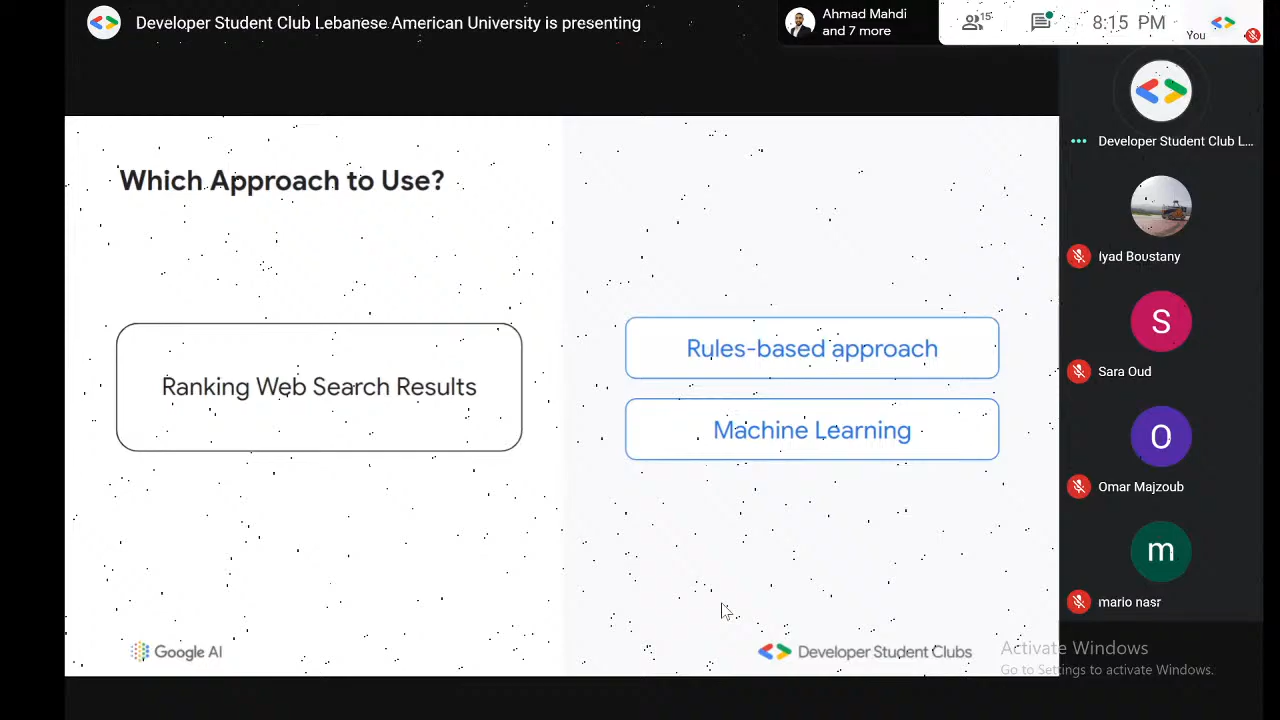 Developer Student Club Lebanese American University is presenting
Ahmad Mahdi
and 7 more
15
8:15 PM
You
Developer Student Club L...
Which Approach to Use?
Iyad Boustany
Ranking Web Search Results
Rules-based approach
Machine Learning
S
Sara Oud
O
Omar Majzoub
m
mario nasr
Google AI
Developer Student Clubs
Activate Windows
Go to Settings to activate Windows.